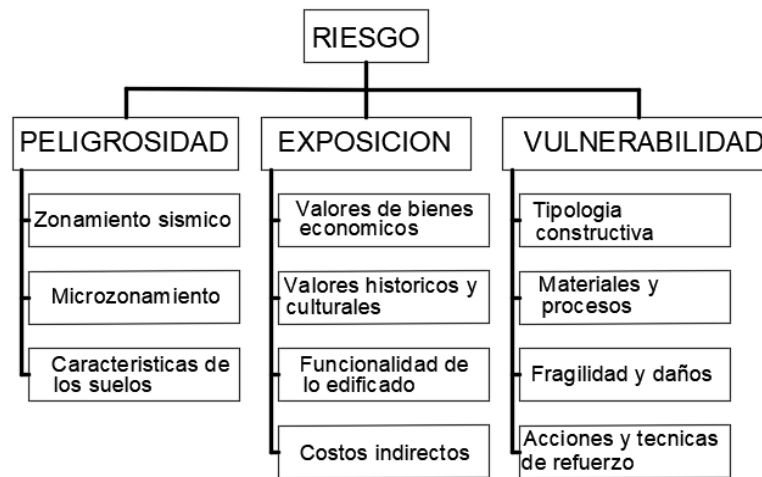 RIESGO
PELIGROSIDAD
EXPOSICION
VULNERABILIDAD
Zonamiento sismico
Microzonamiento
Caracteristicas de
los suelos
Valores de bienes
economicos
Valores historicos y
culturales
Funcionalidad de
lo edificado
Costos indirectos
Tipologia
constructiva
Materiales y
procesos
Fragilidad y daños
Acciones y tecnicas
de refuerzo